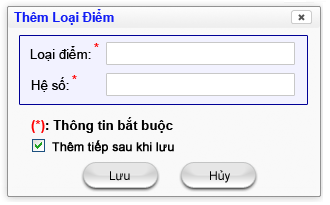 Thêm Loại Điểm
Loại điểm: *
Hệ số: *
(*): Thông tin bắt buộc
Thêm tiếp sau khi lưu
Lưu Hủy